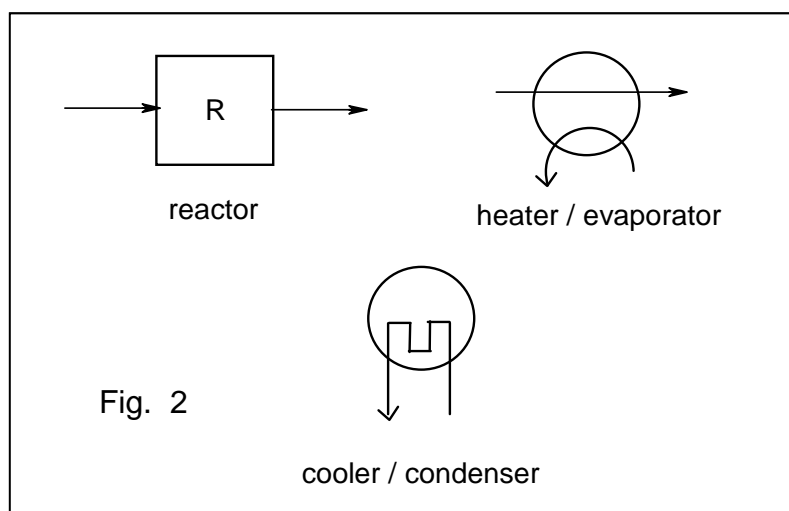 R
reactor
heater / evaporator
Fig. 2
cooler / condenser